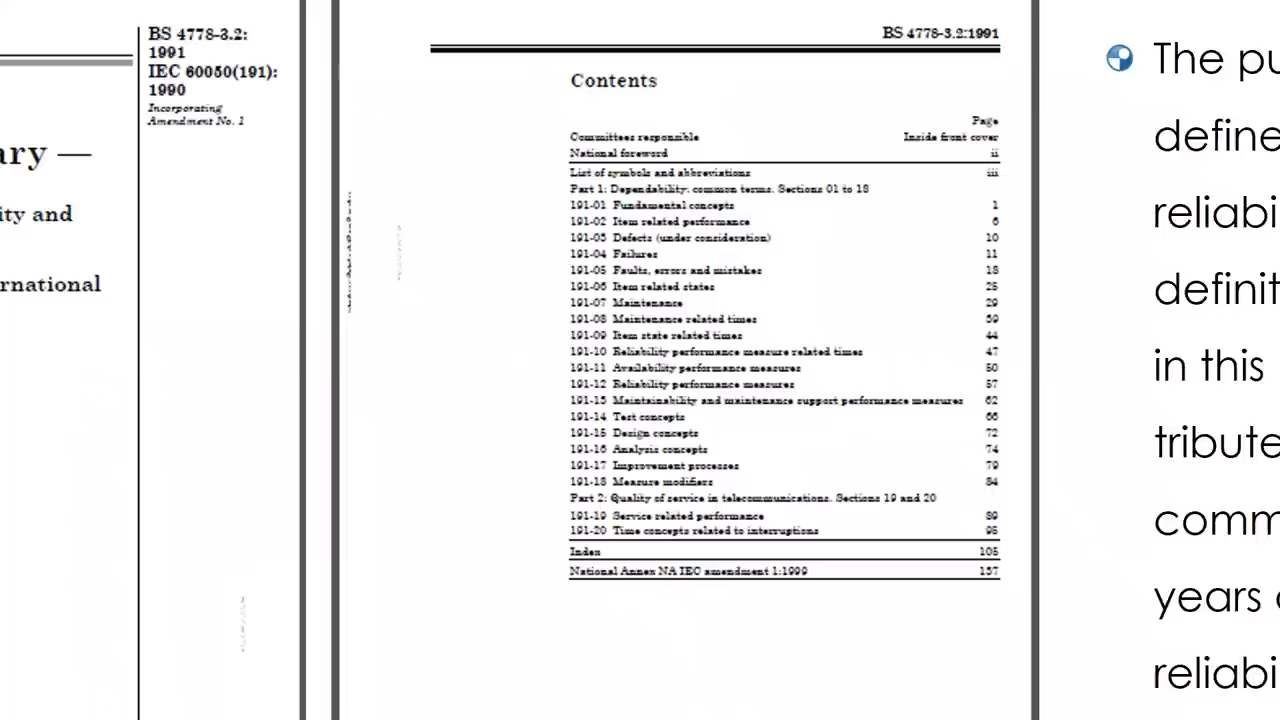 BS 4778-3.2:
1991
IEC 60050(191):
1990
Incorporating
Amendment No. 1
ary —
ity and
rnational
BS 4778-3.2:1991
Contents
Page
Committees responsible Inside front cover
National foreword ii
List of symbols and abbreviations iii
Part 1: Dependability: common terms. Sections 01 to 18
191-01 Fundamental concepts 1
191-02 Item related performance 6
191-03 Defects (under consideration) 10
191-04 Failures 11
191-05 Faults, errors and mistakes 18
191-06 Item related states 25
191-07 Maintenance 29
191-08 Maintenance related times 39
191-09 Item state related times 44
191-10 Reliability performance measure related times 47
191-11 Availability performance measures 50
191-12 Reliability performance measures 57
191-13 Maintainability and maintenance support performance measures 62
191-14 Test concepts 66
191-15 Design concepts 72
191-16 Analysis concepts 74
191-17 Improvement processes 79
191-18 Measure modifiers 84
Part 2: Quality of service in telecommunications. Sections 19 and 20
191-19 Service related performance 89
191-20 Time concepts related to interruptions 98
Index 105
National Annex NA IEC amendment 1:1999 137
The pu
define
reliabi
definit
in this
tribute
comm
years
reliabi